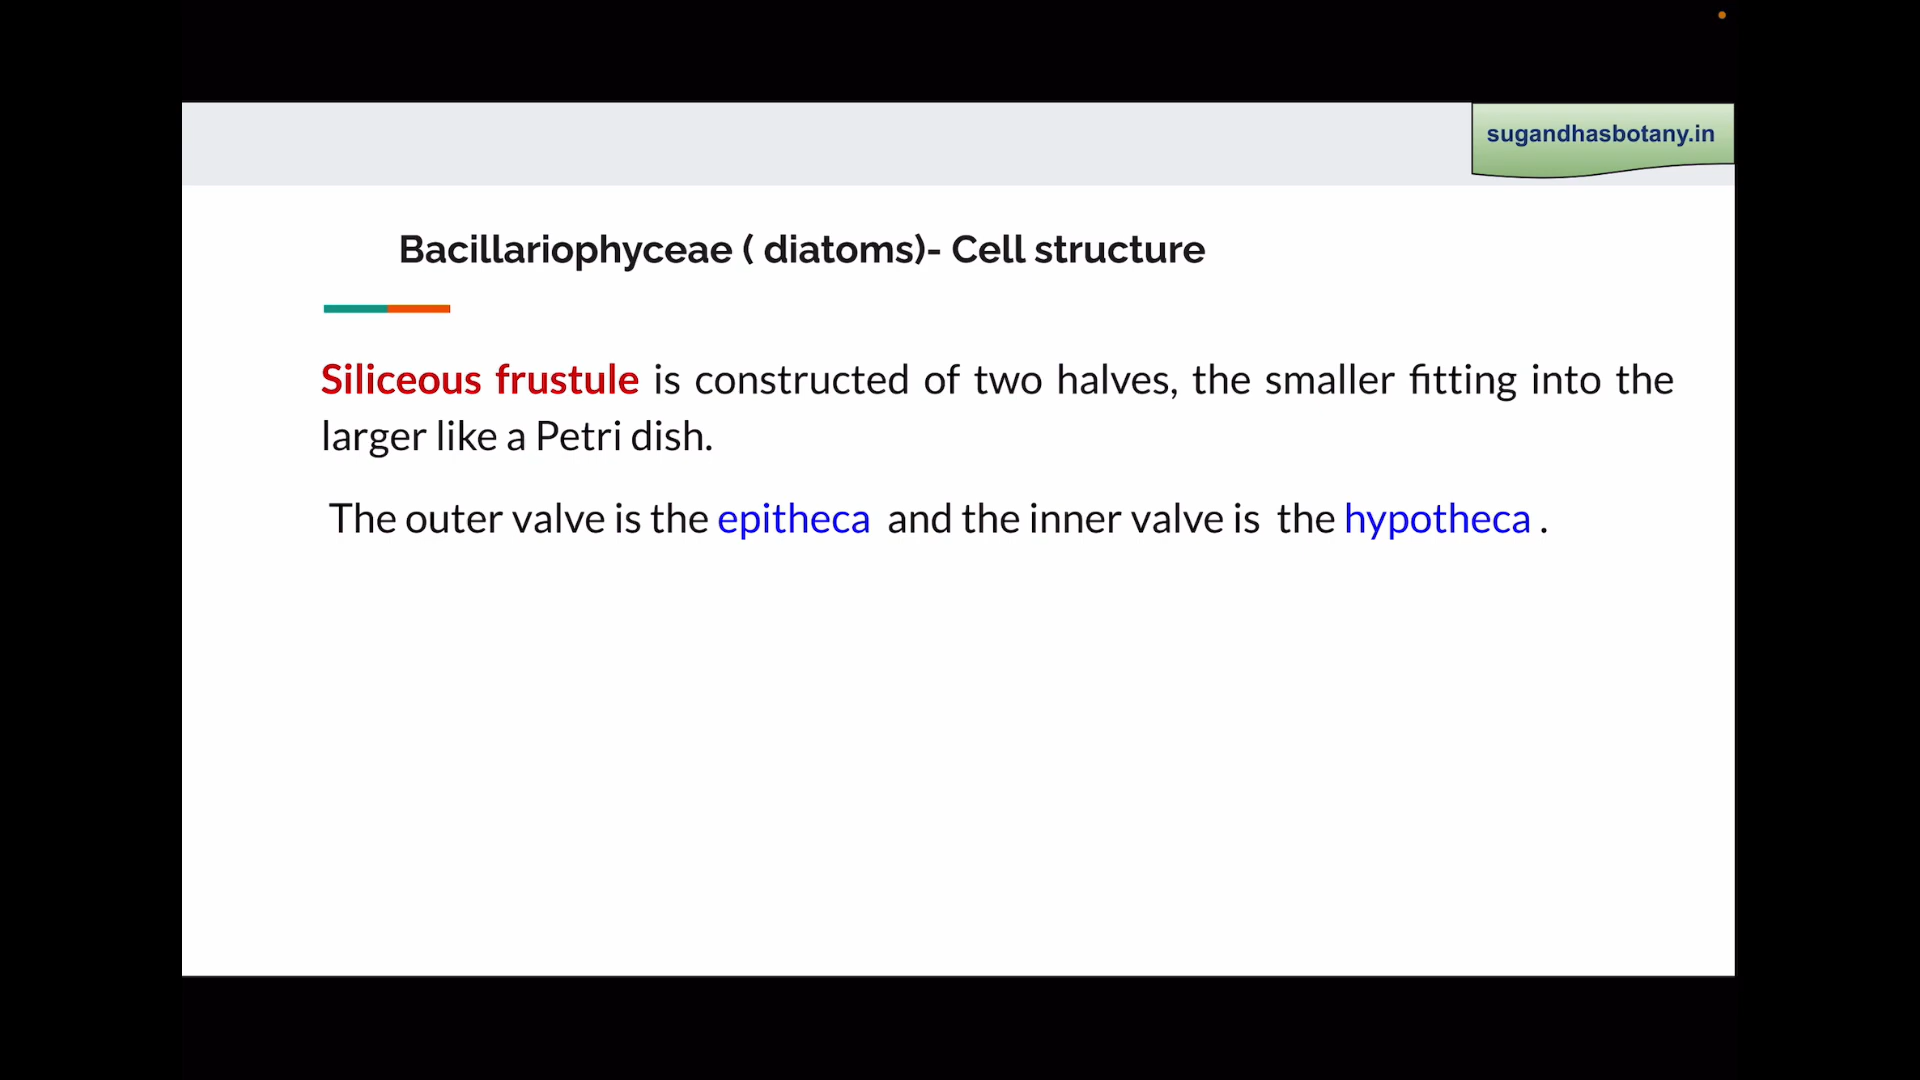 sugandhasbotany.in
Bacillariophyceae ( diatoms)- Cell structure
Siliceous frustule is constructed of two halves, the smaller fitting into the
larger like a Petri dish.
The outer valve is the epitheca and the inner valve is the hypotheca .